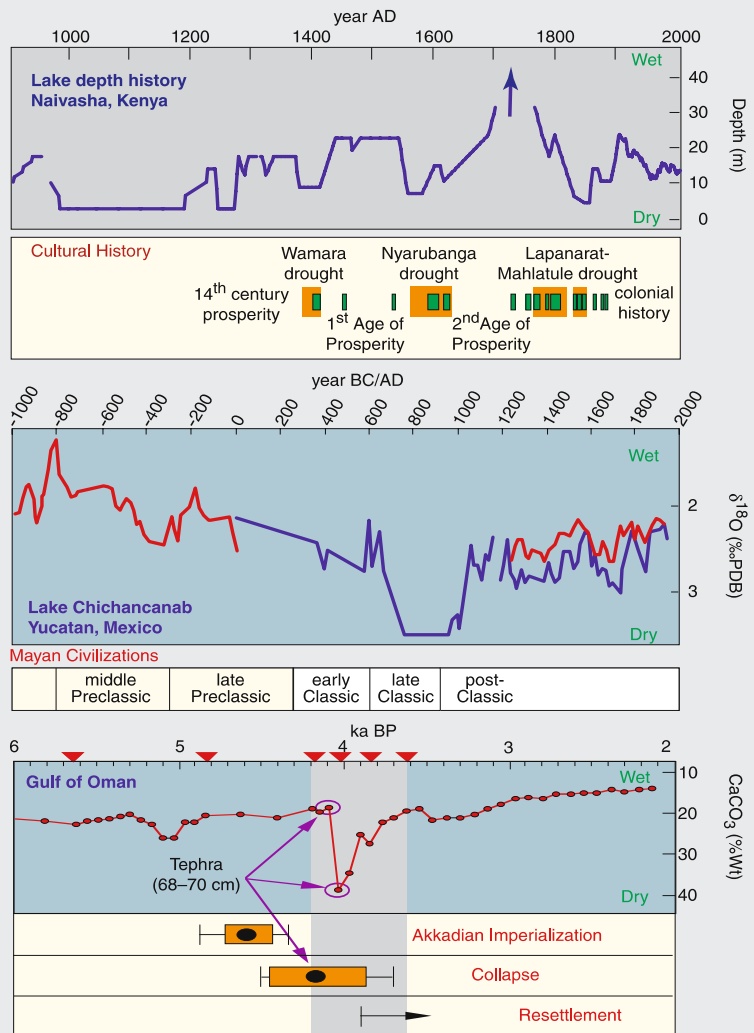 year AD
1000 1200 1400 1600 1800 2000
Lake depth history
Naivasha, Kenya
Wet
40
30
20
10
0
Depth (m)
Dry
Cultural History
14th century
prosperity
Wamara
drought
1st Age of
Prosperity
Nyarubanga
drought
2nd Age of
Prosperity
Lapanarat-
Mahlatule drought
colonial
history
year BC/AD
-1000 -800 -600 -400 -200 0 200 400 600 800 1000 1200 1400 1600 1800 2000
Wet
2
3
δ18O (‰PDB)
Lake Chichancanab
Yucatan, Mexico
Dry
Mayan Civilizations
middle
Preclassic
late
Preclassic
early
Classic
late
Classic
post-
Classic
ka BP
6 5 4 3 2
Gulf of Oman
Wet
10
20
30
40
CaCO3 (%Wt)
Tephra
(68–70 cm)
Dry
Akkadian Imperialization
Collapse
Resettlement